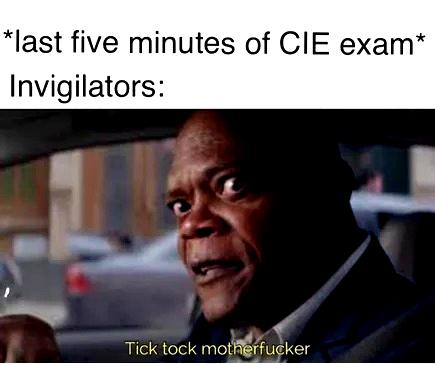 *last five minutes of CIE exam*
Invigilators:
Tick tock motherfucker